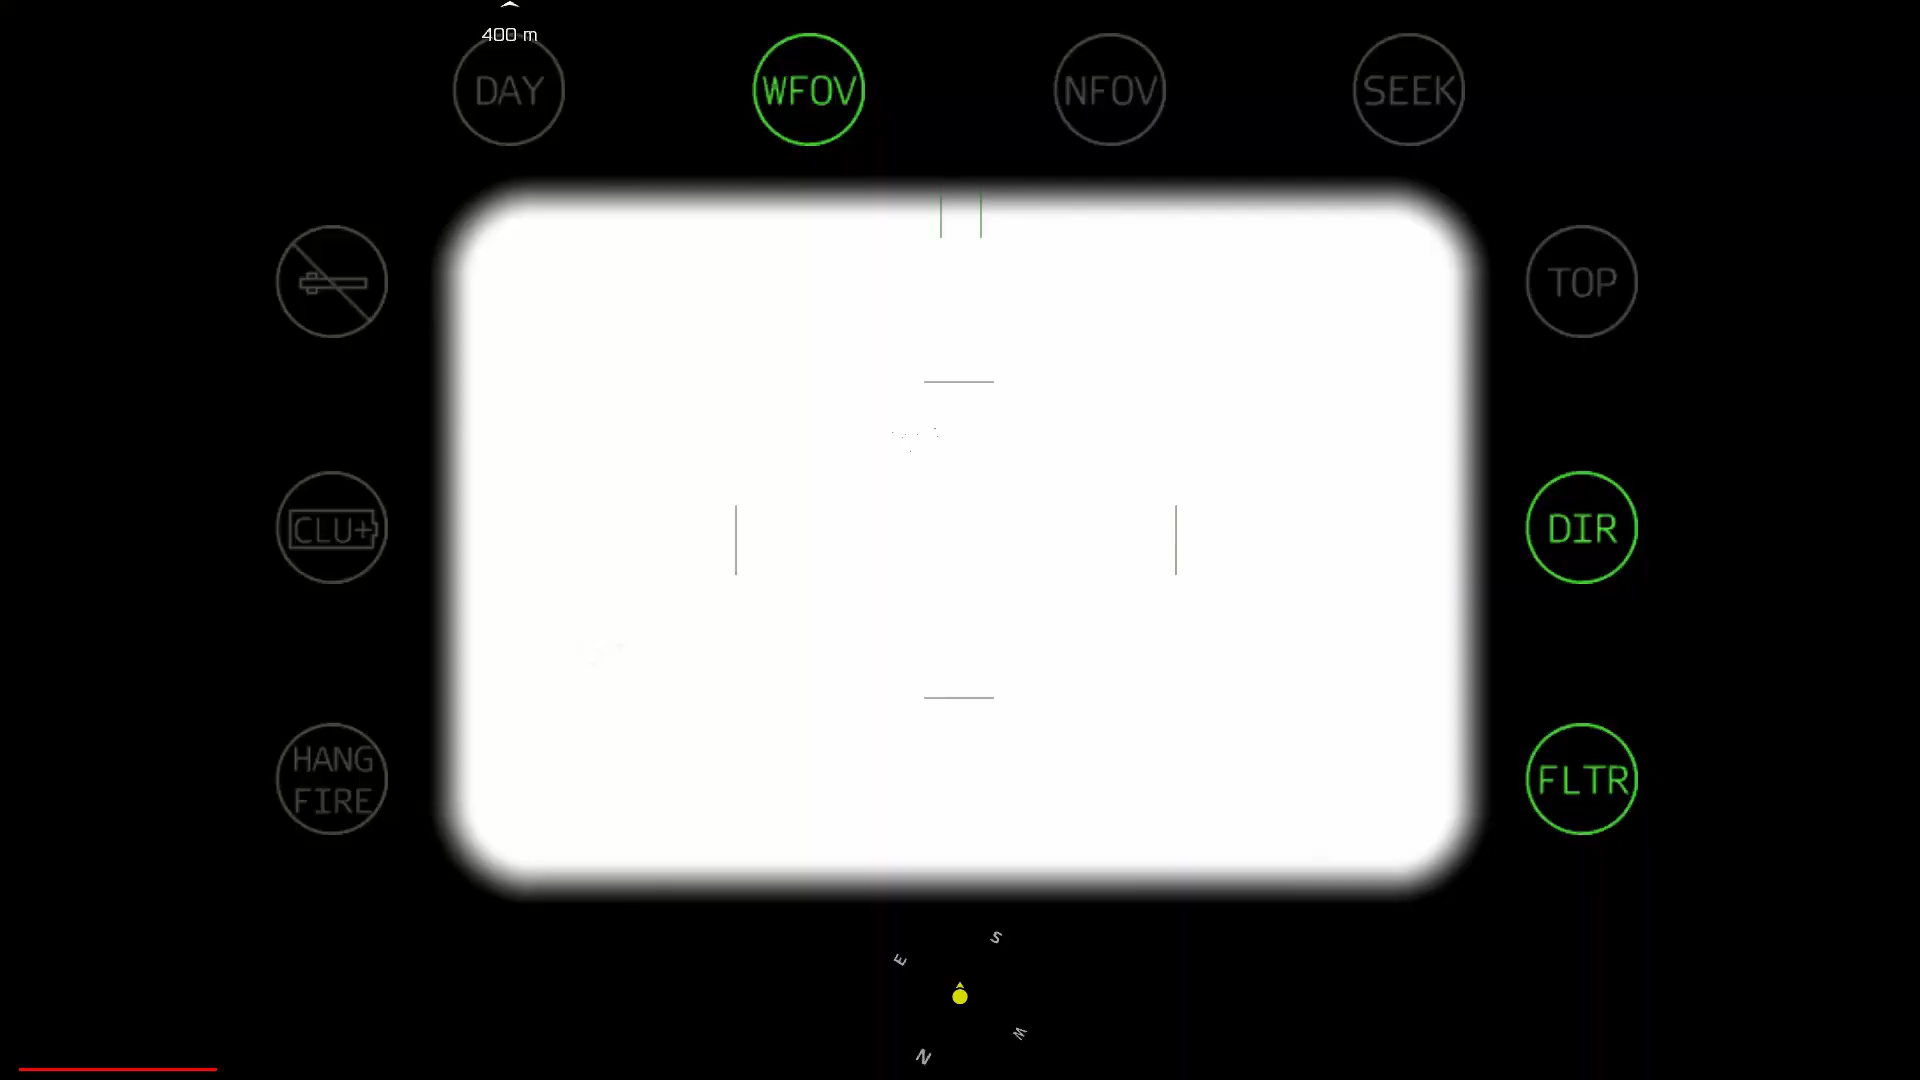 400 m
DAY
WFOV
NFOV
SEEK
TOP
CLU+
DIR
HANG
FIRE
FLTR
S
E
W
N